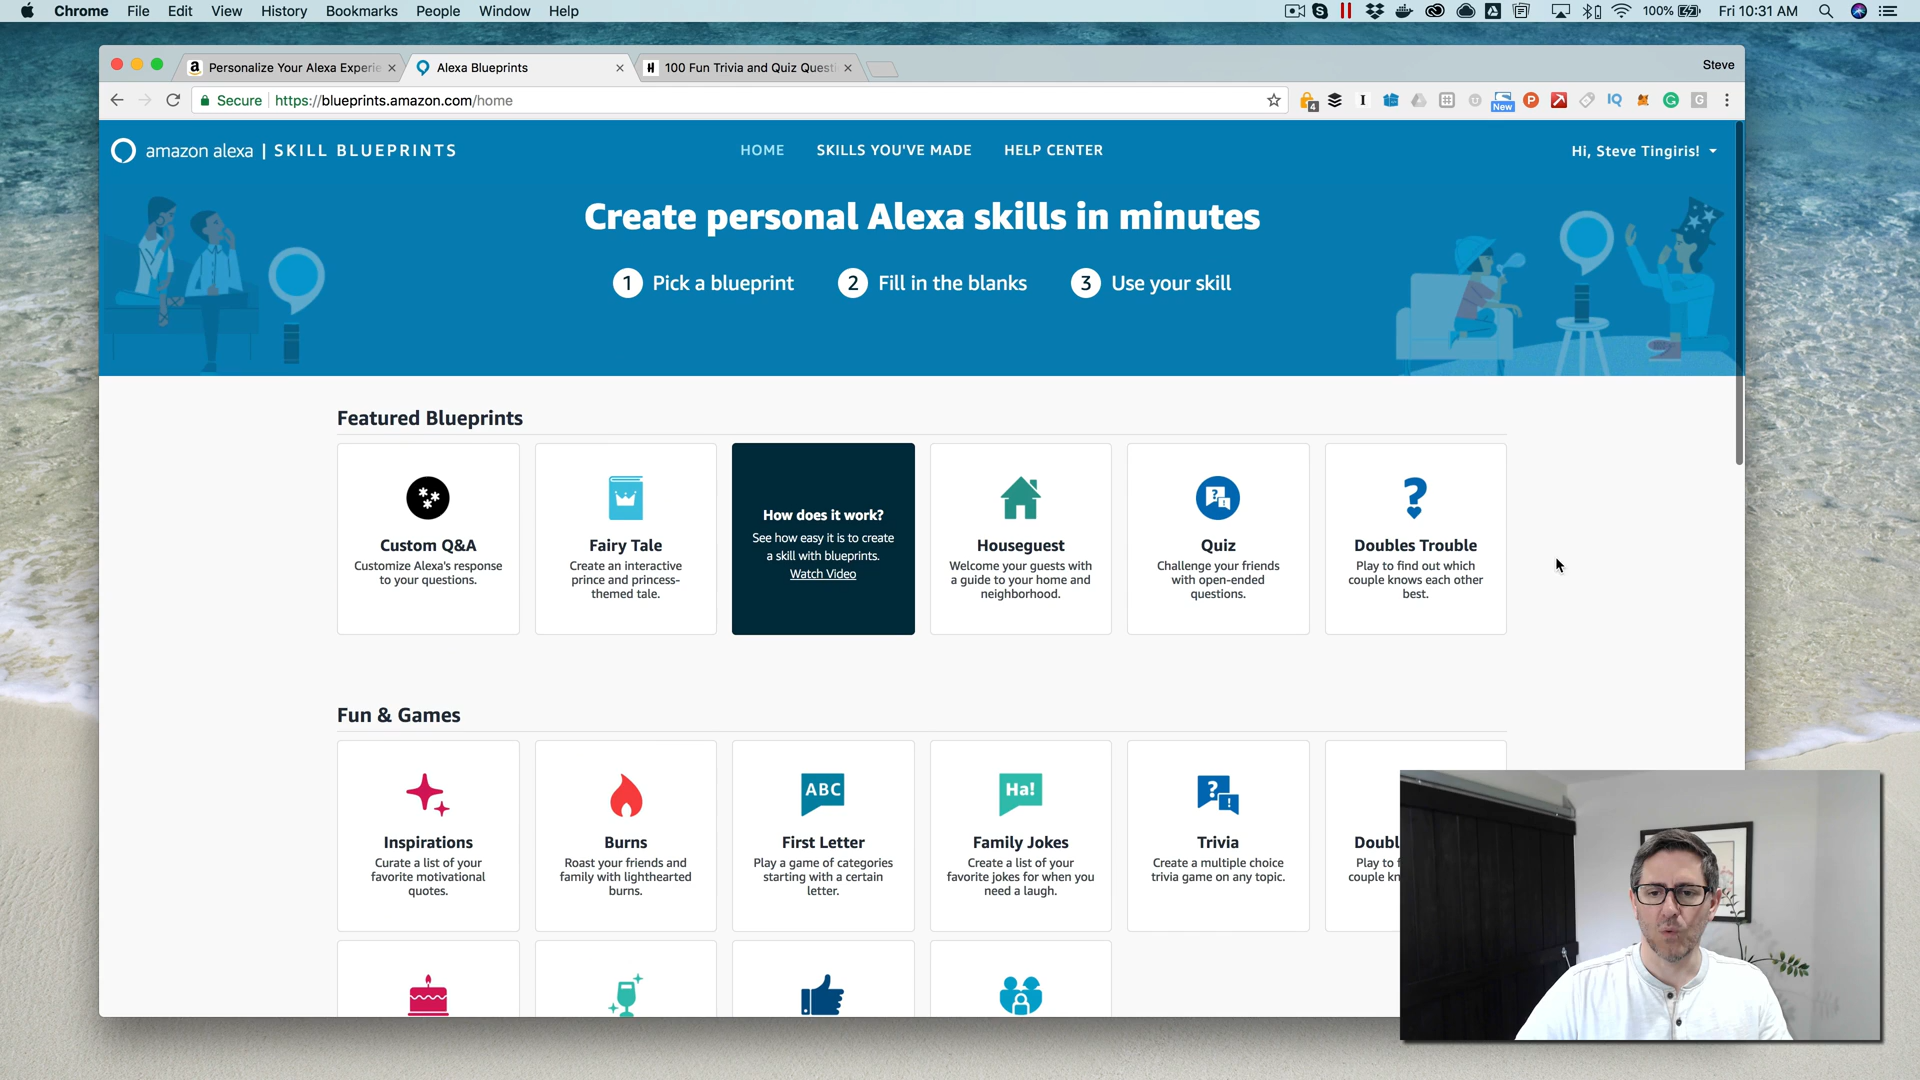 Chrome File Edit View History Bookmarks People Window Help
100% Fri 10:31 AM
Personalize Your Alexa Experie
Alexa Blueprints
100 Fun Trivia and Quiz Questi
Steve
Secure https://blueprints.amazon.com/home
4 New
amazon alexa | SKILL BLUEPRINTS
HOME SKILLS YOU'VE MADE HELP CENTER
Hi, Steve Tingiris!
Create personal Alexa skills in minutes
1 Pick a blueprint 2 Fill in the blanks 3 Use your skill
Featured Blueprints
Custom Q&A
Customize Alexa's response
to your questions.
Fairy Tale
Create an interactive
prince and princess-
themed tale.
How does it work?
See how easy it is to create
a skill with blueprints.
Watch Video
Houseguest
Welcome your guests with
a guide to your home and
neighborhood.
Quiz
Challenge your friends
with open-ended
questions.
Doubles Trouble
Play to find out which
couple knows each other
best.
Fun & Games
Inspirations
Curate a list of your
favorite motivational
quotes.
Burns
Roast your friends and
family with lighthearted
burns.
ABC
First Letter
Play a game of categories
starting with a certain
letter.
Ha!
Family Jokes
Create a list of your
favorite jokes for when you
need a laugh.
Trivia
Create a multiple choice
trivia game on any topic.
Doubl
Play to f
couple kn